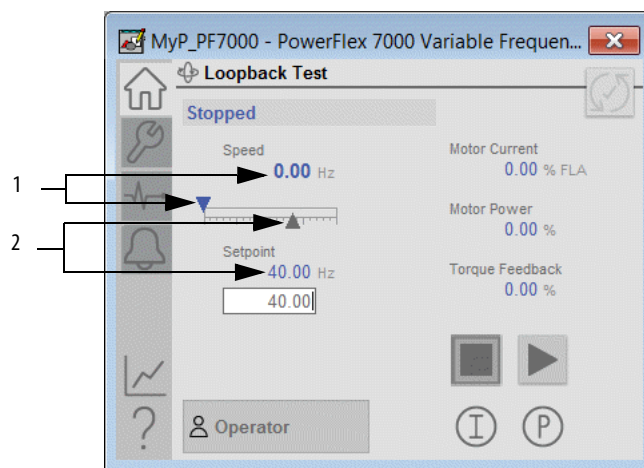 MyP_PF7000 - PowerFlex 7000 Variable Frequen...
Loopback Test
Stopped
Speed
0.00 Hz
Motor Current
0.00 % FLA
1
2
Motor Power
0.00 %
Setpoint
40.00 Hz
40.00
Torque Feedback
0.00 %
Operator
I
P
?